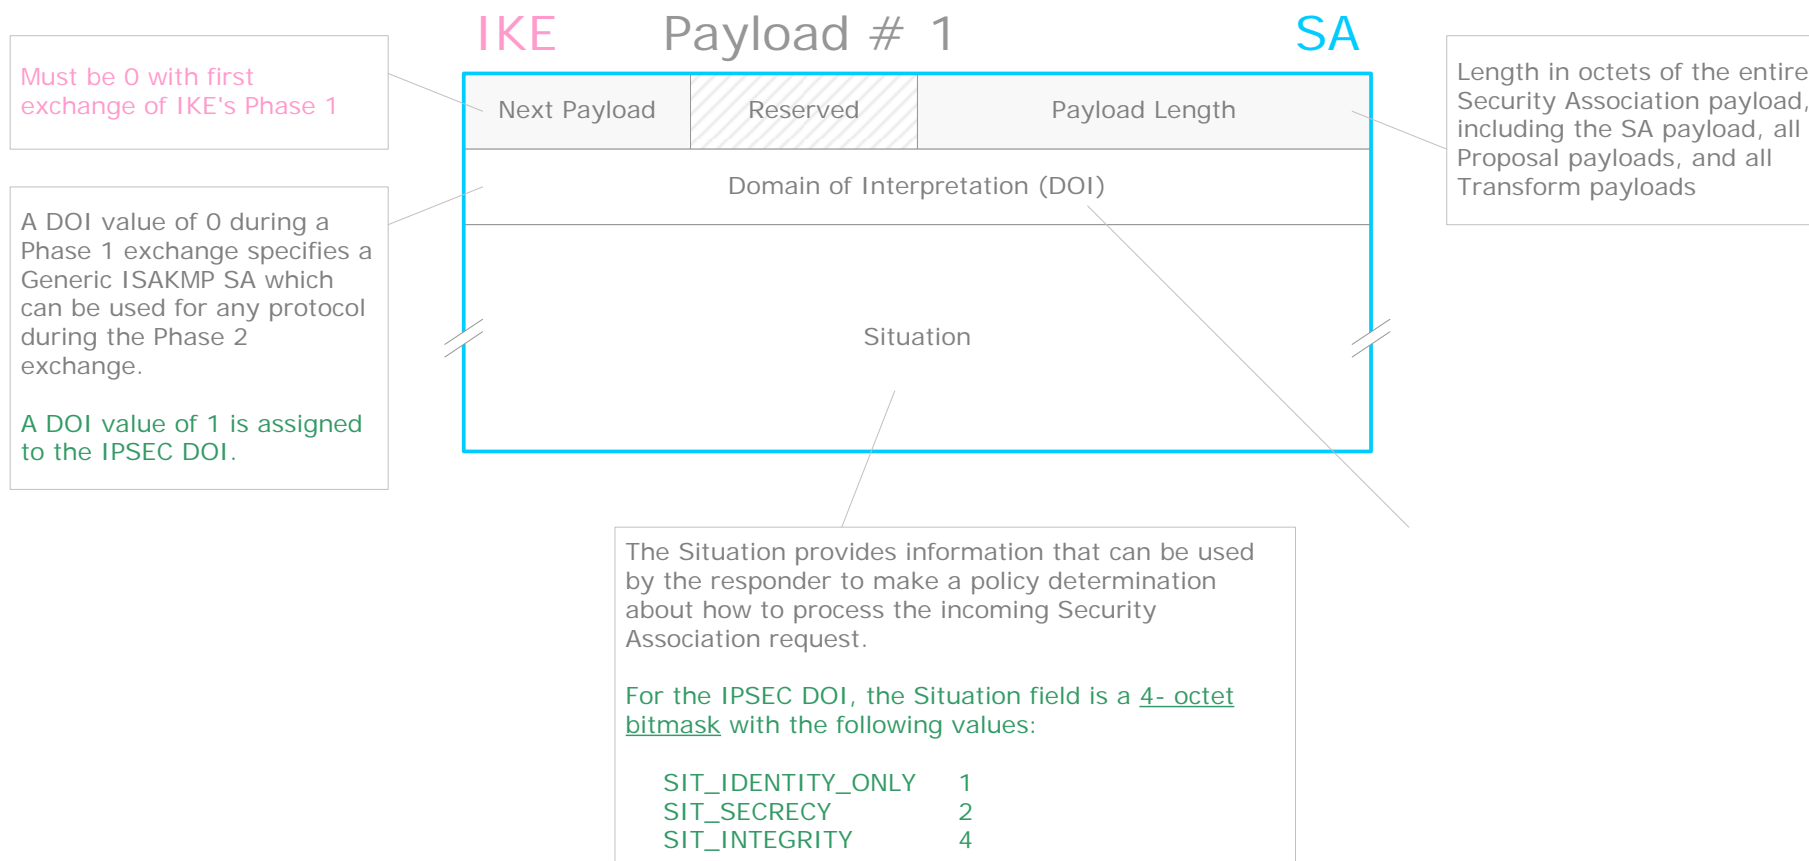 IKE Payload # 1 SA
Must be 0 with first
exchange of IKE's Phase 1
Next Payload
Reserved
Payload Length
Length in octets of the entire
Security Association payload,
including the SA payload, all
Proposal payloads, and all
Transform payloads
Domain of Interpretation (DOI)
A DOI value of 0 during a
Phase 1 exchange specifies a
Generic ISAKMP SA which
can be used for any protocol
during the Phase 2
exchange.
A DOI value of 1 is assigned
to the IPSEC DOI.
Situation
The Situation provides information that can be used
by the responder to make a policy determination
about how to process the incoming Security
Association request.
For the IPSEC DOI, the Situation field is a 4- octet
bitmask with the following values:
SIT_IDENTITY_ONLY 1
SIT_SECRECY 2
SIT_INTEGRITY 4